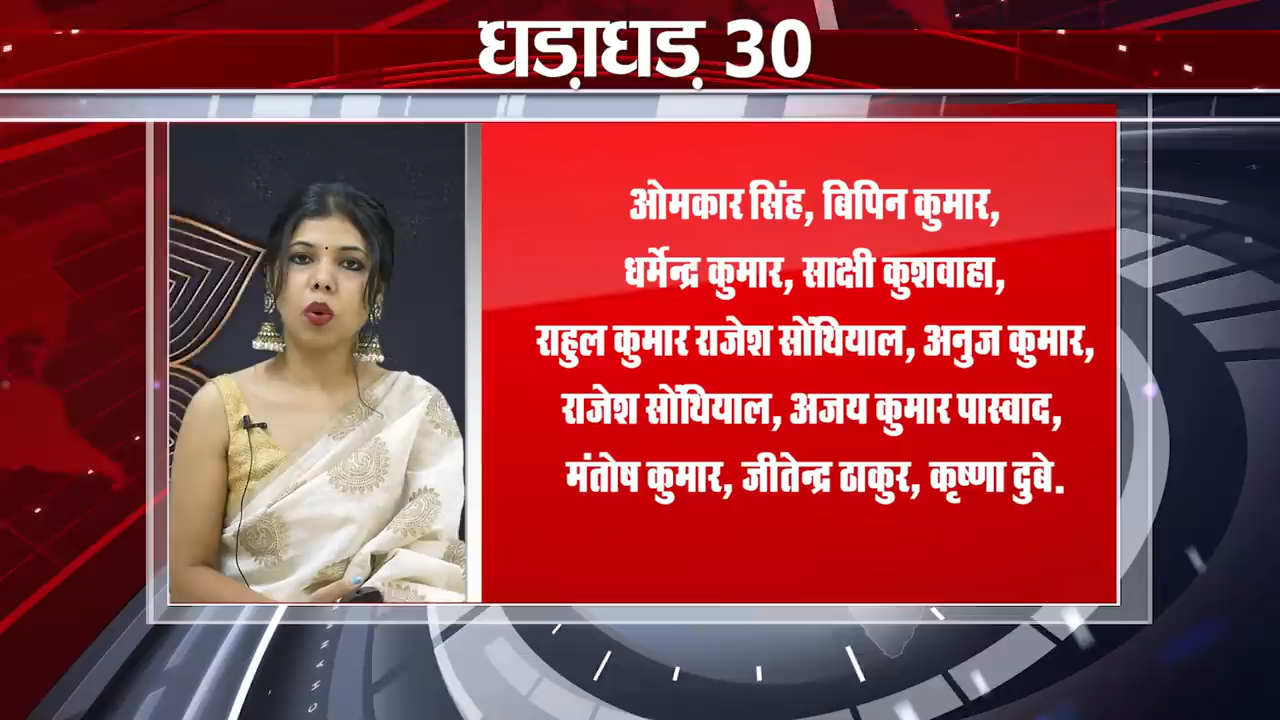 धड़ाधड़ 30
ओमकार सिंह, बिपिन कुमार,
धर्मेन्द्र कुमार, साक्षी कुशवाहा,
राहुल कुमार राजेश सोंथियाल, अनुज कुमार,
राजेश सोंथियाल, अजय कुमार पास्वाद,
मंतोष कुमार, जीतेन्द्र ठाकुर, कृष्णा दुबे.